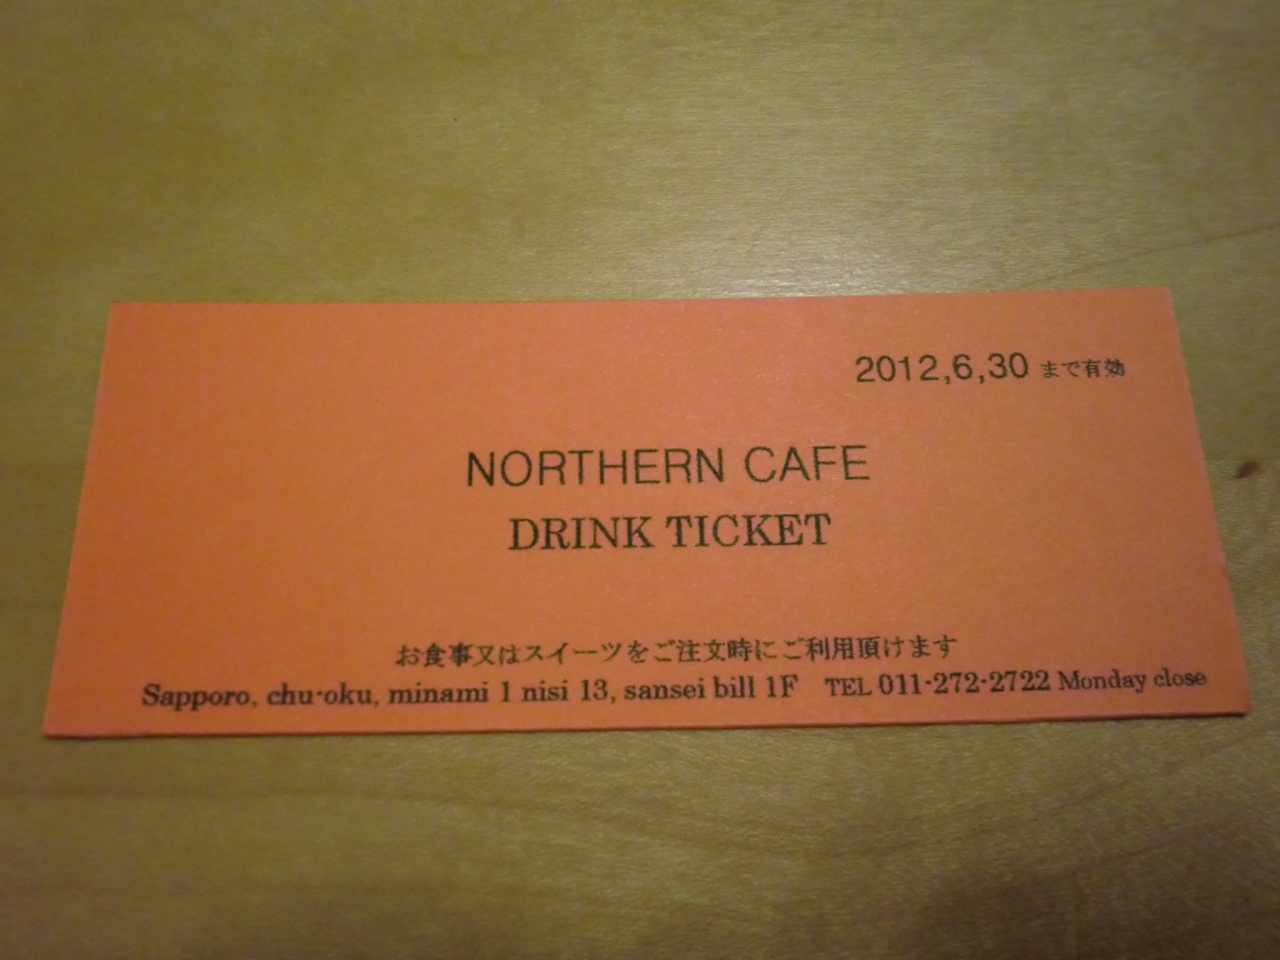 2012,6,30 まで有効
NORTHERN CAFE
DRINK TICKET
お食事又はスイーツをご注文時にご利用頂けます
Sapporo, chu-oku, minami 1 nisi 13, sansei bill 1F TEL 011-272-2722 Monday close